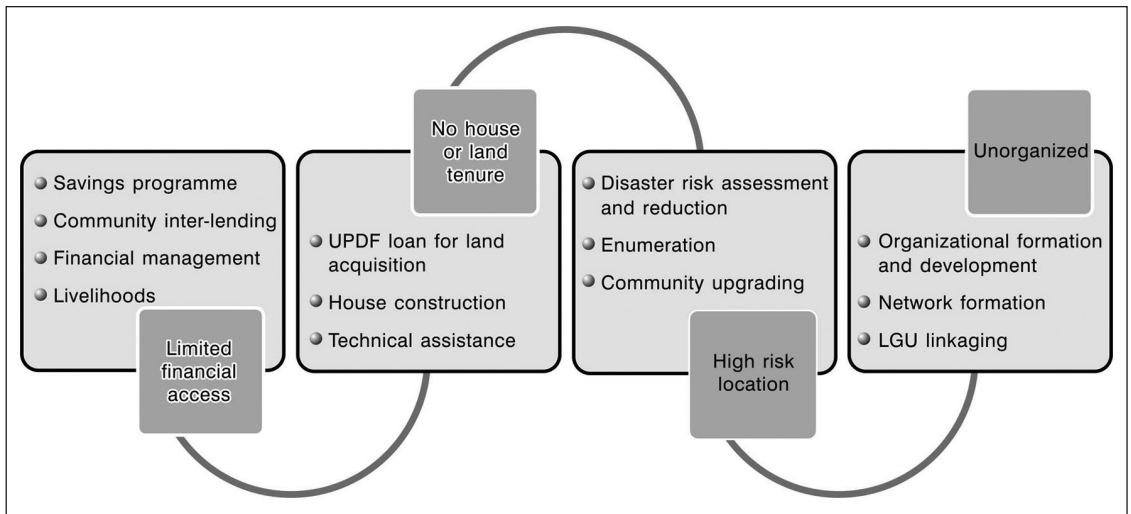 Savings programme
Community inter-lending
Financial management
Livelihoods
Limited
financial
access
No house
or land
tenure
UPDF loan for land
acquisition
House construction
Technical assistance
Disaster risk assessment
and reduction
Enumeration
Community upgrading
High risk
location
Unorganized
Organizational formation
and development
Network formation
LGU linkaging